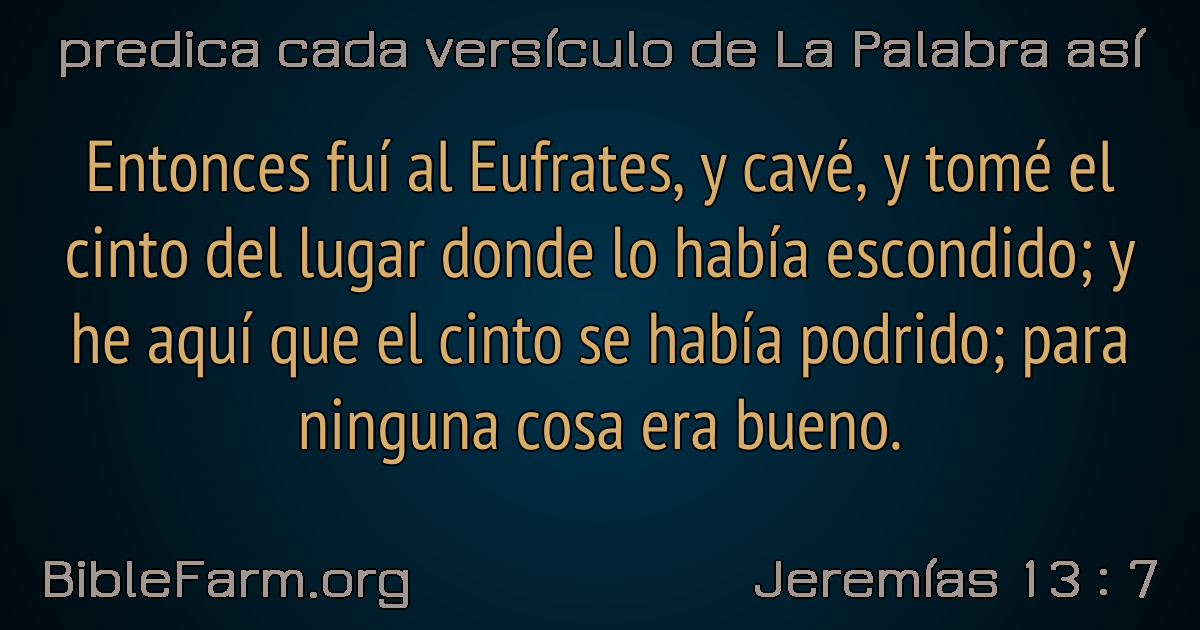 predica cada versículo de La Palabra así
Entonces fuí al Eufrates, y cavé, y tomé el
cinto del lugar donde lo había escondido; y
he aquí que el cinto se había podrido; para
ninguna cosa era bueno.
BibleFarm.org
Jeremías 13 : 7